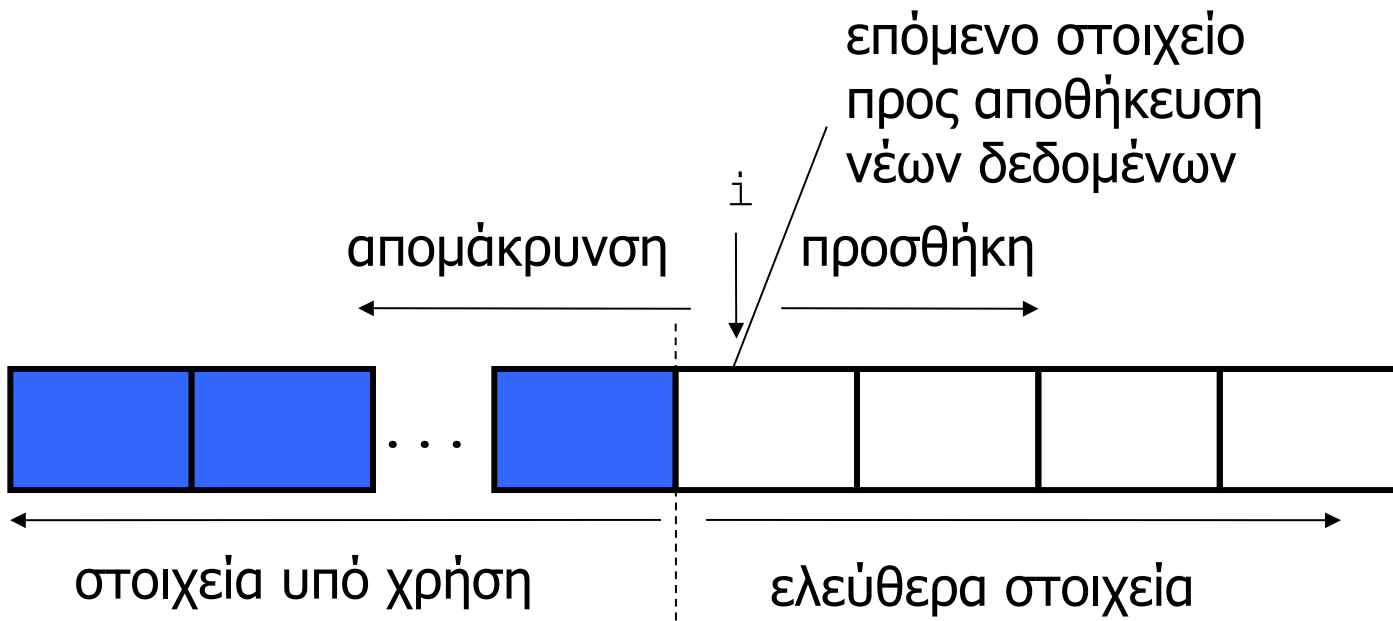 επόμενο στοιχείο
προς αποθήκευση
νέων δεδομένων
i
απομάκρυνση
προσθήκη
...
στοιχεία υπό χρήση
ελεύθερα στοιχεία